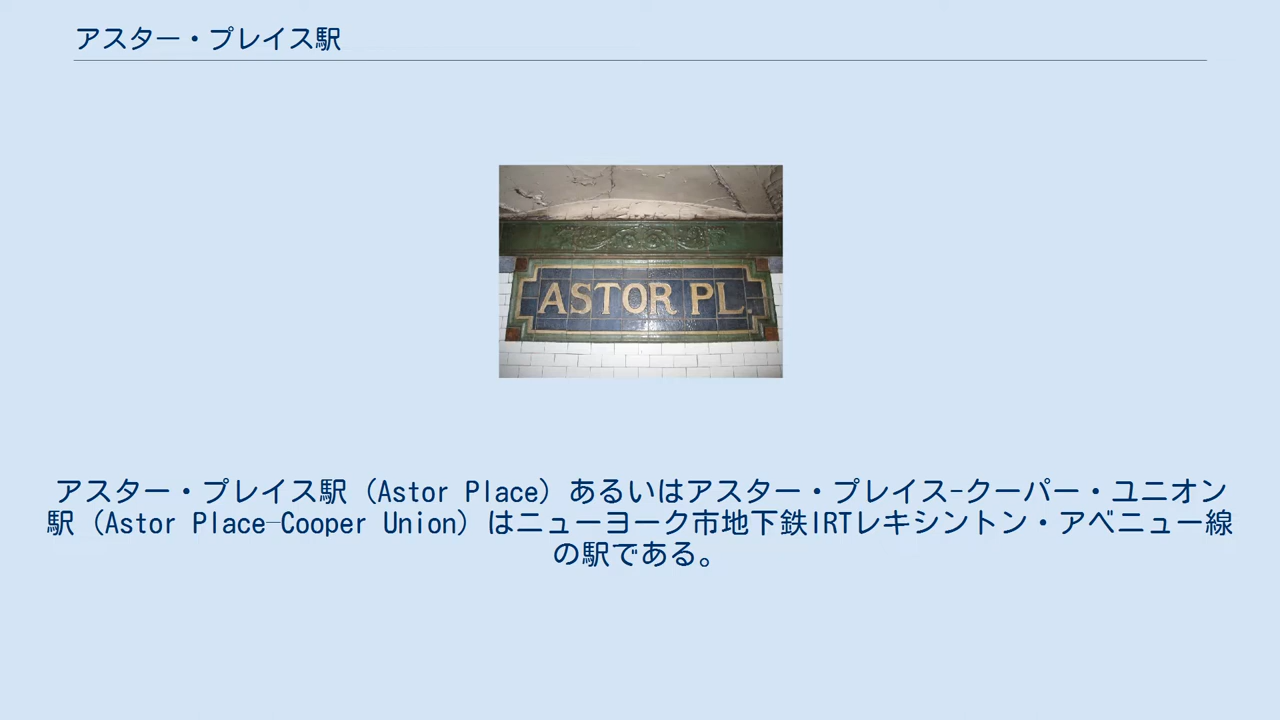 アスター・プレイス駅
ASTOR PL.
アスター・プレイス駅（Astor Place）あるいはアスター・プレイス-クーパー・ユニオン
駅（Astor Place–Cooper Union）はニューヨーク市地下鉄IRTレキシントン・アベニュー線
の駅である。